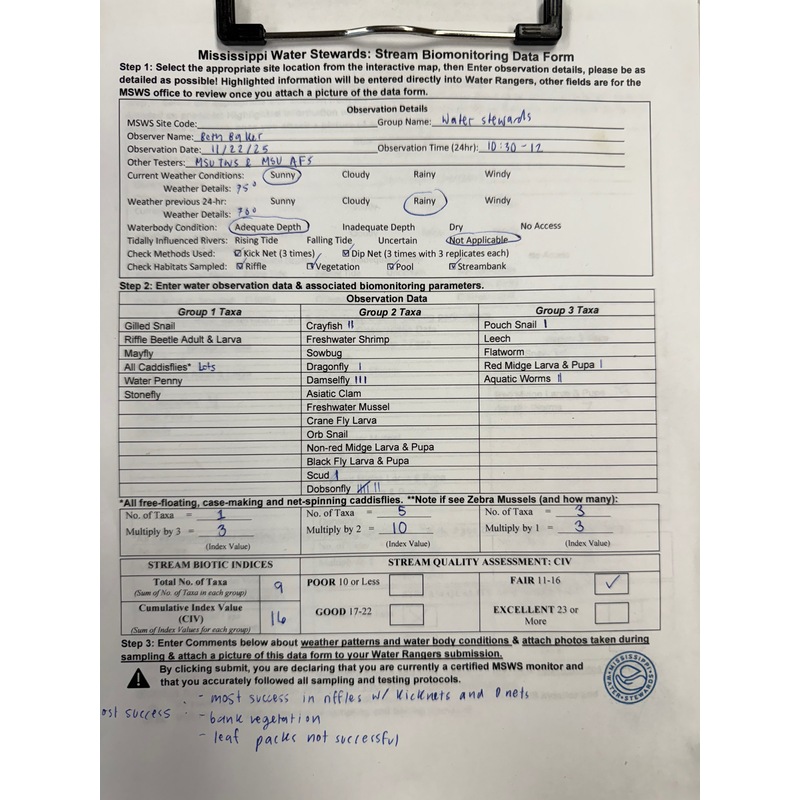 Mississippi Water Stewards: Stream Biomonitoring Data Form
Step 1: Select the appropriate site location from the interactive map, then Enter observation details, please be as
detailed as possible! Highlighted information will be entered directly into Water Rangers, other fields are for the
MSWS office to review once you attach a picture of the data form.
Observation Details
MSWS Site Code: Group Name: Water stewards
Observer Name: Beth Baker
Observation Date: 11/22/25 Observation Time (24hr): 10:30-12
Other Testers: MSU TWS & MSU AFS
Current Weather Conditions: Sunny Cloudy Rainy Windy
Weather Details: 75°
Weather previous 24-hr: Sunny Cloudy Rainy Windy
Weather Details: 70°
Waterbody Condition: Adequate Depth Inadequate Depth Dry No Access
Tidally Influenced Rivers: Rising Tide Falling Tide Uncertain Not Applicable
Check Methods Used: Kick Net (3 times) Dip Net (3 times with 3 replicates each)
Check Habitats Sampled: Riffle Vegetation Pool Streambank
Step 2: Enter water observation data & associated biomonitoring parameters.
Observation Data
Group 1 Taxa Group 2 Taxa Group 3 Taxa
Gilled Snail Crayfish II Pouch Snail I
Riffle Beetle Adult & Larva Freshwater Shrimp Leech
Mayfly Sowbug Flatworm
All Caddisflies* Lots Dragonfly I Red Midge Larva & Pupa I
Water Penny Damselfly III Aquatic Worms II
Stonefly Asiatic Clam
Freshwater Mussel
Crane Fly Larva
Orb Snail
Non-red Midge Larva & Pupa
Black Fly Larva & Pupa
Scud I
Dobsonfly IIII II
*All free-floating, case-making and net-spinning caddisflies. **Note if see Zebra Mussels (and how many):
No. of Taxa = 1 No. of Taxa = 5 No. of Taxa = 3
Multiply by 3 = 3 Multiply by 2 = 10 Multiply by 1 = 3
(Index Value) (Index Value) (Index Value)
STREAM BIOTIC INDICES STREAM QUALITY ASSESSMENT: CIV
Total No. of Taxa 9 POOR 10 or Less FAIR 11-16 ✓
(Sum of No. of Taxa in each group)
Cumulative Index Value (CIV) 16 GOOD 17-22 EXCELLENT 23 or More
(Sum of Index Values for each group)
Step 3: Enter Comments below about weather patterns and water body conditions & attach photos taken during
sampling & attach a picture of this data form to your Water Rangers submission.
By clicking submit, you are declaring that you are currently a certified MSWS monitor and
that you accurately followed all sampling and testing protocols.
MISSISSIPPI WATER STEWARDS
- most success in riffles w/ kicknets and D nets
ost success - bank vegetation
- leaf packs not successful